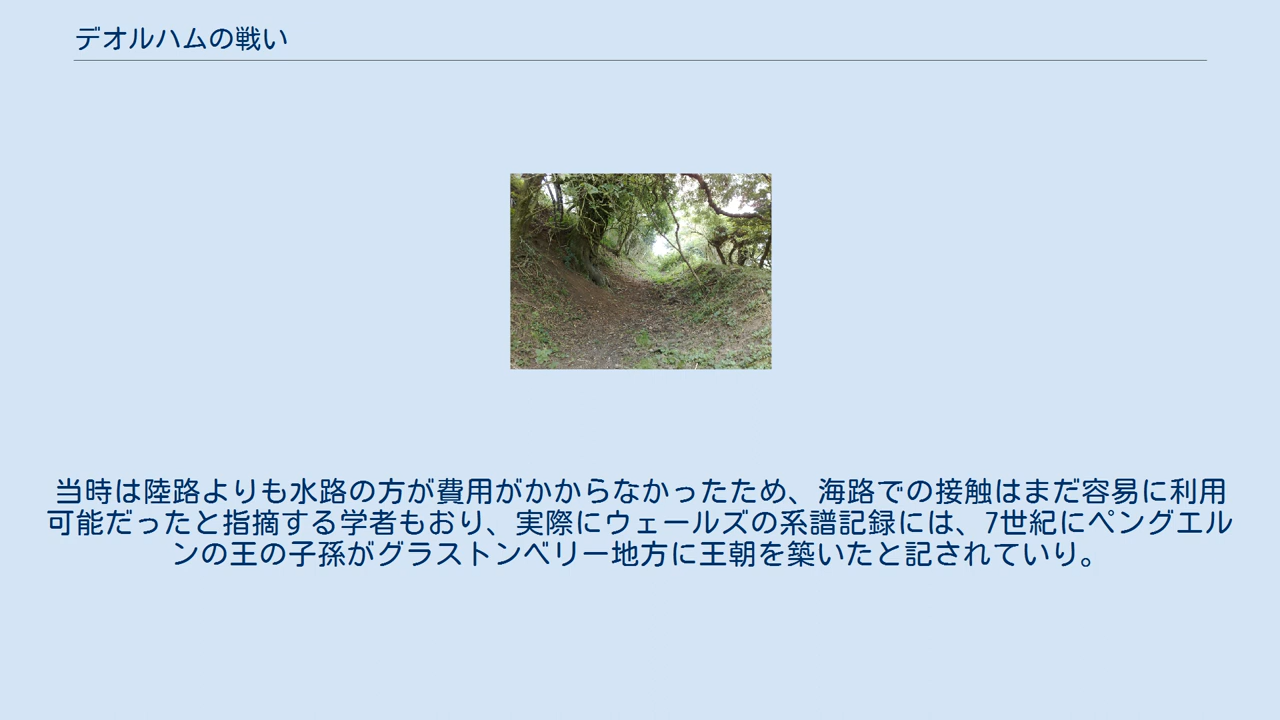 デオルハムの戦い
当時は陸路よりも水路の方が費用がかからなかったため、海路での接触はまだ容易に利用
可能だったと指摘する学者もおり、実際にウェールズの系譜記録には、7世紀にペングエル
ンの王の子孫がグラストンベリー地方に王朝を築いたと記されていり。